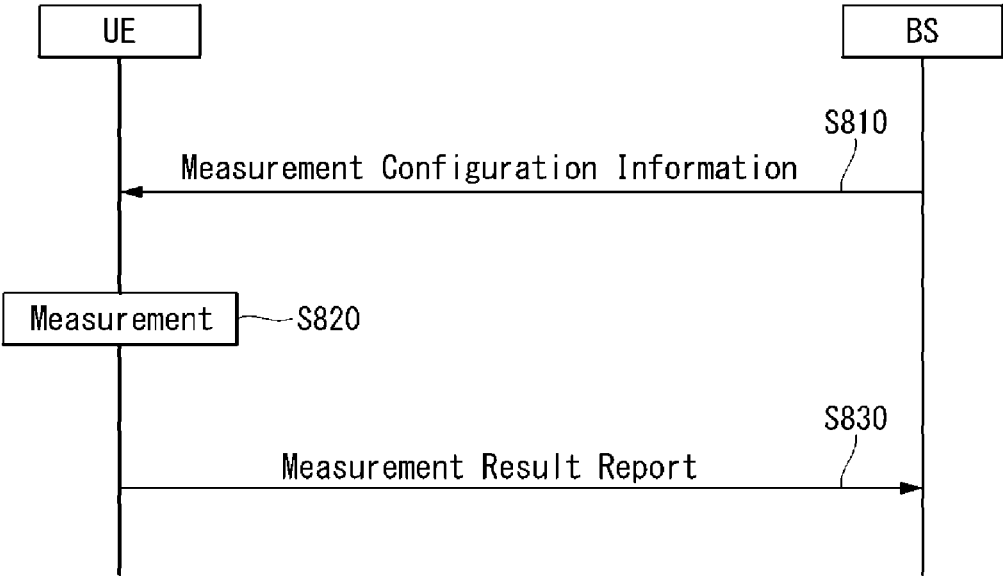 UE
BS
S810
Measurement Configuration Information
Measurement
S820
S830
Measurement Result Report